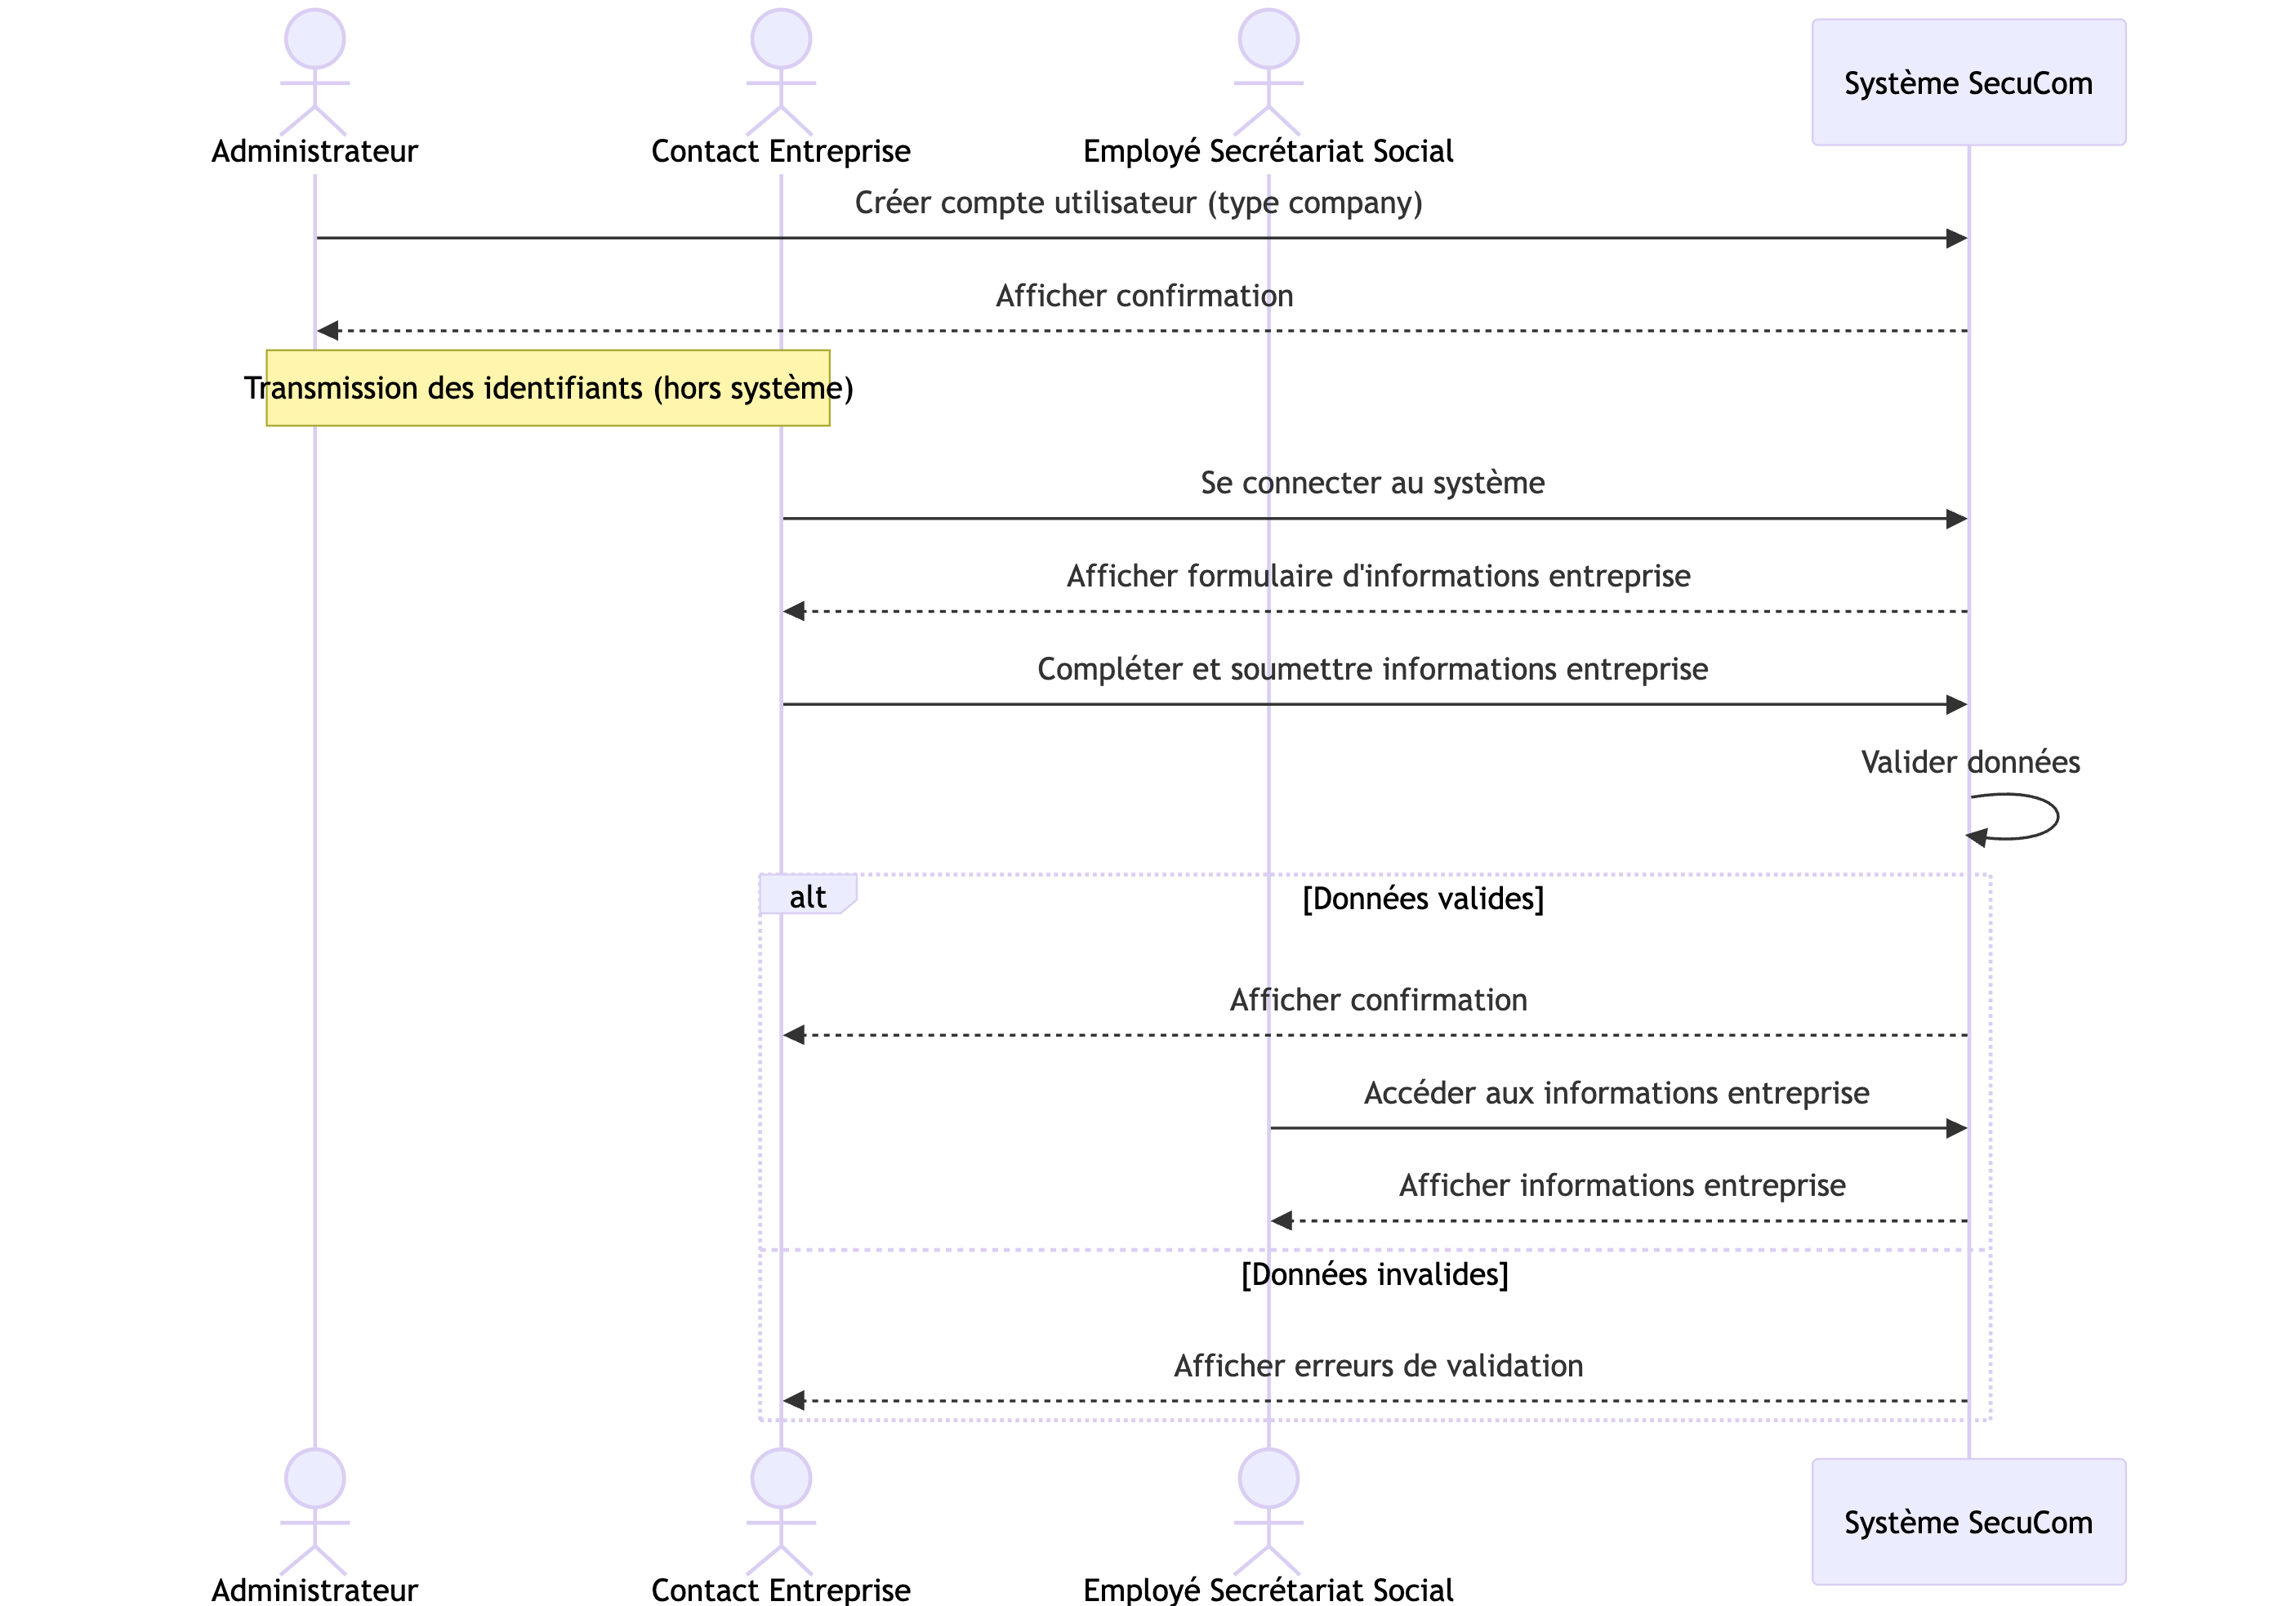 Système SecuCom
Administrateur
Contact Entreprise
Employé Secrétariat Social
Créer compte utilisateur (type company)
Afficher confirmation
Transmission des identifiants (hors système)
Se connecter au système
Afficher formulaire d'informations entreprise
Compléter et soumettre informations entreprise
Valider données
alt
[Données valides]
Afficher confirmation
Accéder aux informations entreprise
Afficher informations entreprise
[Données invalides]
Afficher erreurs de validation
Système SecuCom
Administrateur
Contact Entreprise
Employé Secrétariat Social